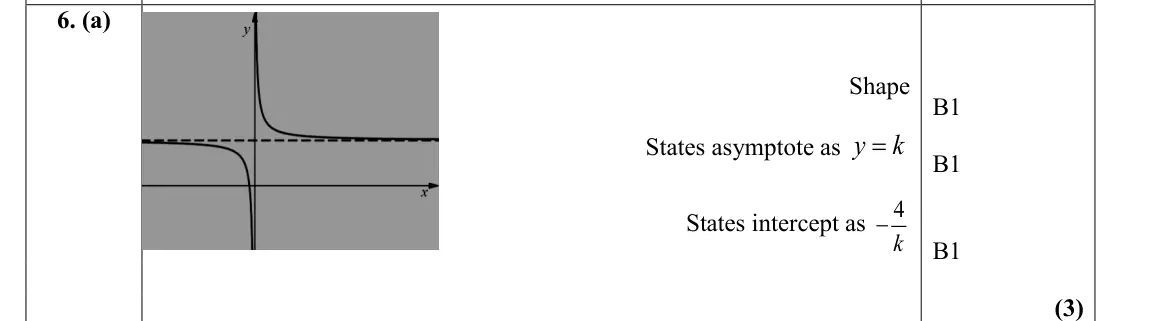 6. (a)
y
x
Shape
B1
States asymptote as y = k
B1
States intercept as −4/k
B1
(3)